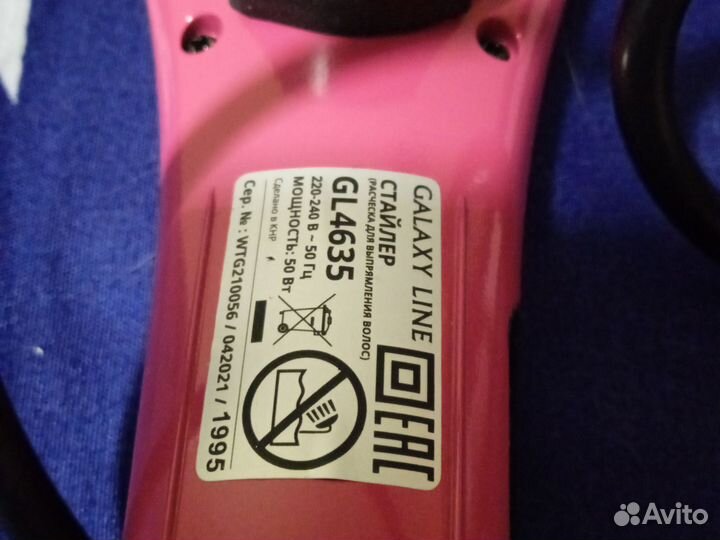 GALAXY LINE
СТАЙЛЕР
(РАСЧЕСКА ДЛЯ ВЫПРЯМЛЕНИЯ ВОЛОС)
GL4635
220-240 В ~ 50 Гц
МОЩНОСТЬ: 50 Вт
Сделано в КНР
Сер. № : WTG210056 / 042021 / 1995
EAC
Avito